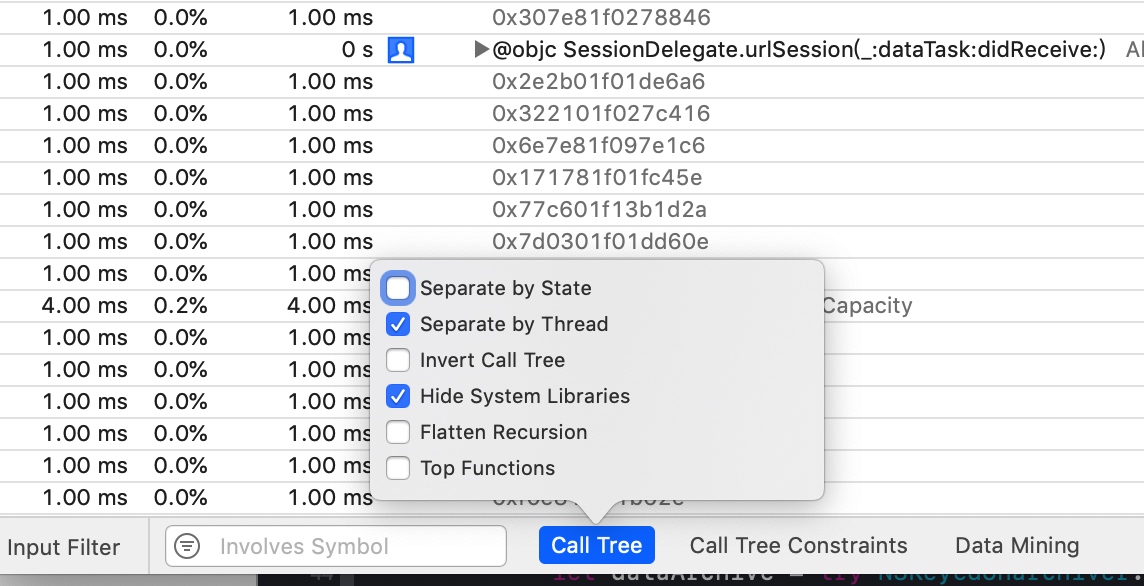 1.00 ms 0.0% 1.00 ms 0x307e81f0278846
1.00 ms 0.0% 0 s @objc SessionDelegate.urlSession(_:dataTask:didReceive:)
1.00 ms 0.0% 1.00 ms 0x2e2b01f01de6a6
1.00 ms 0.0% 1.00 ms 0x322101f027c416
1.00 ms 0.0% 1.00 ms 0x6e7e81f097e1c6
1.00 ms 0.0% 1.00 ms 0x171781f01fc45e
1.00 ms 0.0% 1.00 ms 0x77c601f13b1d2a
1.00 ms 0.0% 1.00 ms 0x7d0301f01dd60e
1.00 ms 0.0% 1.00 ms
4.00 ms 0.2% 4.00 ms Capacity
1.00 ms 0.0% 1.00 ms
1.00 ms 0.0% 1.00 ms
1.00 ms 0.0% 1.00 ms
1.00 ms 0.0% 1.00 ms
1.00 ms 0.0% 1.00 ms
1.00 ms 0.0% 1.00 ms
Separate by State
Separate by Thread
Invert Call Tree
Hide System Libraries
Flatten Recursion
Top Functions
Input Filter Involves Symbol Call Tree Call Tree Constraints Data Mining
let dataArchive = try NSKeyedUnarchiver.